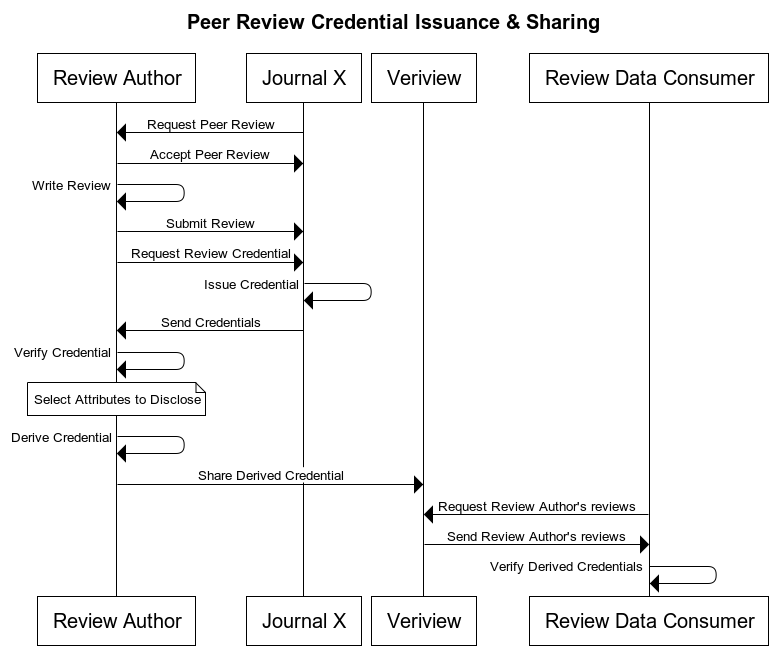 Peer Review Credential Issuance & Sharing
Review Author
Journal X
Veriview
Review Data Consumer
Request Peer Review
Accept Peer Review
Write Review
Submit Review
Request Review Credential
Issue Credential
Send Credentials
Verify Credential
Select Attributes to Disclose
Derive Credential
Share Derived Credential
Request Review Author's reviews
Send Review Author's reviews
Verify Derived Credentials
Review Author
Journal X
Veriview
Review Data Consumer